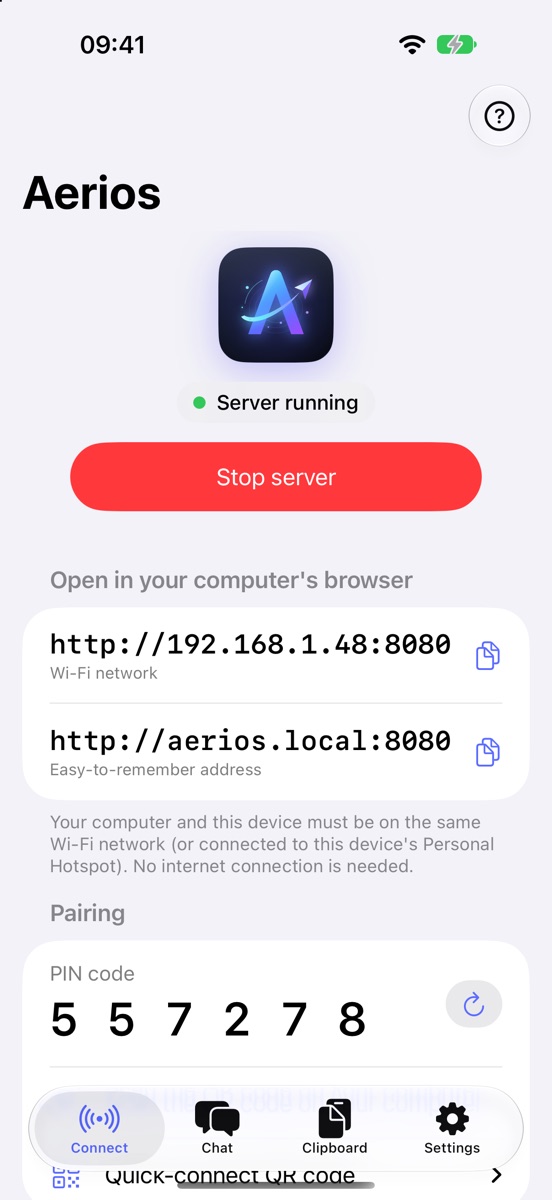 09:41
Aerios
Server running
Stop server
Open in your computer's browser
http://192.168.1.48:8080
Wi-Fi network
http://aerios.local:8080
Easy-to-remember address
Your computer and this device must be on the same
Wi-Fi network (or connected to this device's Personal
Hotspot). No internet connection is needed.
Pairing
PIN code
5 5 7 2 7 8
Connect
Chat
Clipboard
Settings
Quick-connect QR code